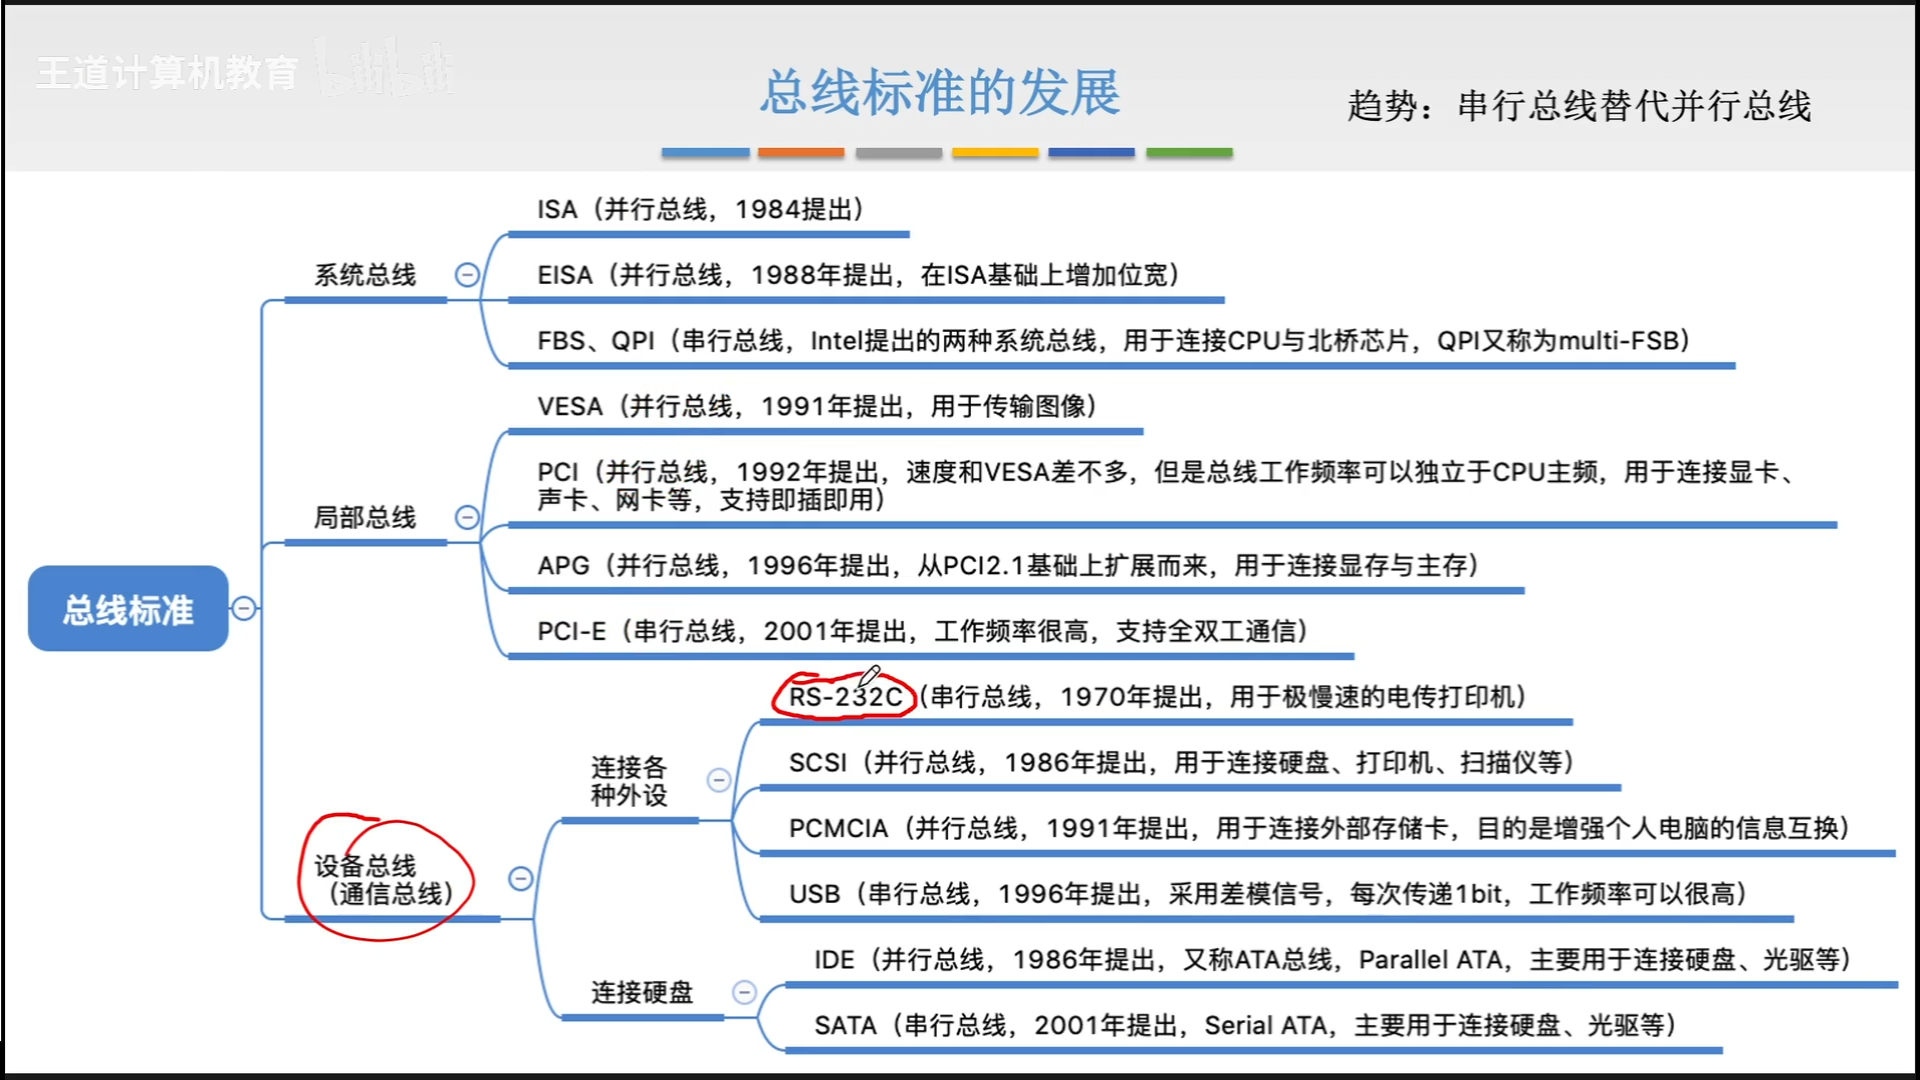 王道计算机教育 bilibili
总线标准的发展
趋势：串行总线替代并行总线
总线标准
系统总线
ISA（并行总线，1984提出）
EISA（并行总线，1988年提出，在ISA基础上增加位宽）
FBS、QPI（串行总线，Intel提出的两种系统总线，用于连接CPU与北桥芯片，QPI又称为multi-FSB）
局部总线
VESA（并行总线，1991年提出，用于传输图像）
PCI（并行总线，1992年提出，速度和VESA差不多，但是总线工作频率可以独立于CPU主频，用于连接显卡、
声卡、网卡等，支持即插即用）
APG（并行总线，1996年提出，从PCI2.1基础上扩展而来，用于连接显存与主存）
PCI-E（串行总线，2001年提出，工作频率很高，支持全双工通信）
设备总线
（通信总线）
连接各
种外设
RS-232C（串行总线，1970年提出，用于极慢速的电传打印机）
SCSI（并行总线，1986年提出，用于连接硬盘、打印机、扫描仪等）
PCMCIA（并行总线，1991年提出，用于连接外部存储卡，目的是增强个人电脑的信息互换）
USB（串行总线，1996年提出，采用差模信号，每次传递1bit，工作频率可以很高）
连接硬盘
IDE（并行总线，1986年提出，又称ATA总线，Parallel ATA，主要用于连接硬盘、光驱等）
SATA（串行总线，2001年提出，Serial ATA，主要用于连接硬盘、光驱等）